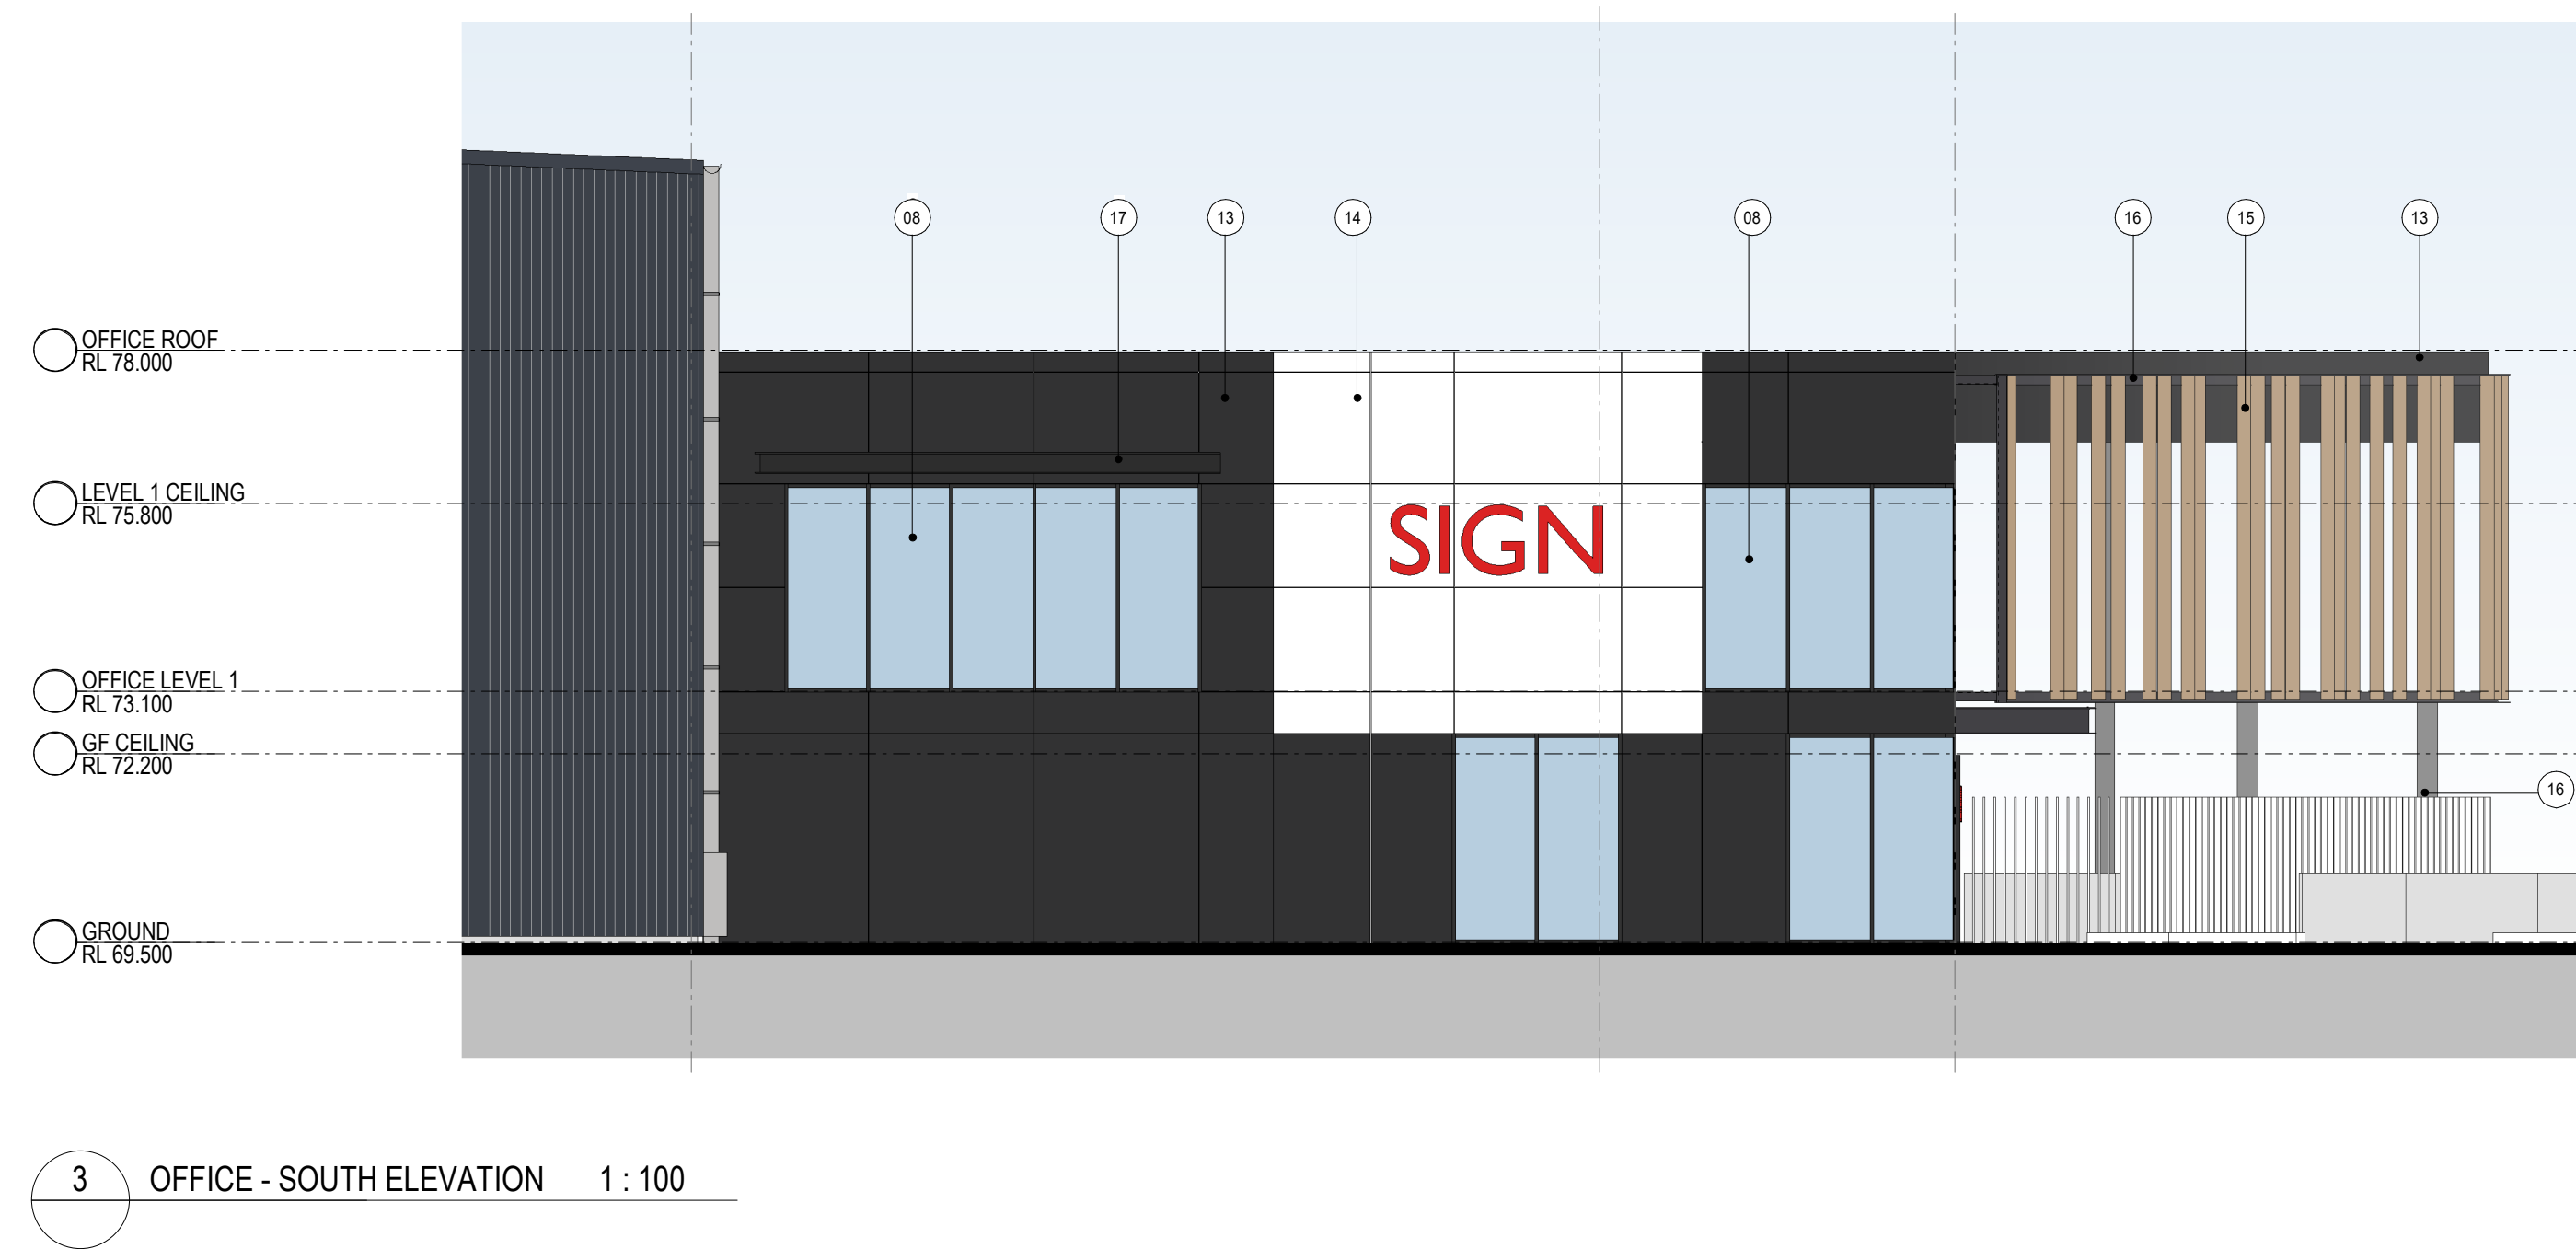 08 17 13 14 08 16 15 13
OFFICE ROOF
RL 78.000
LEVEL 1 CEILING
RL 75.800
SIGN
OFFICE LEVEL 1
RL 73.100
GF CEILING
RL 72.200
16
GROUND
RL 69.500
3 OFFICE - SOUTH ELEVATION 1 : 100